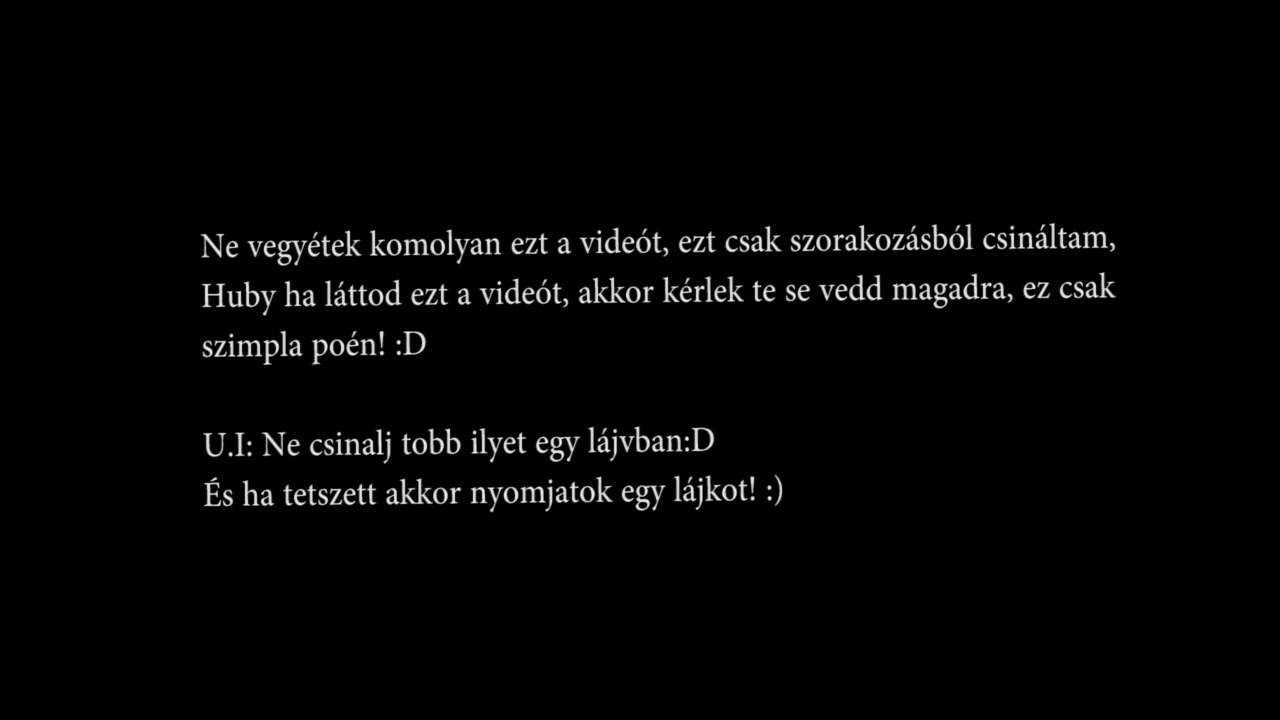 Ne vegyétek komolyan ezt a videót, ezt csak szorakozásból csináltam,
Huby ha láttod ezt a videót, akkor kérlek te se vedd magadra, ez csak
szimpla poén! :D
U.I: Ne csinalj tobb ilyet egy lájvban:D
És ha tetszett akkor nyomjatok egy lájkot! :)